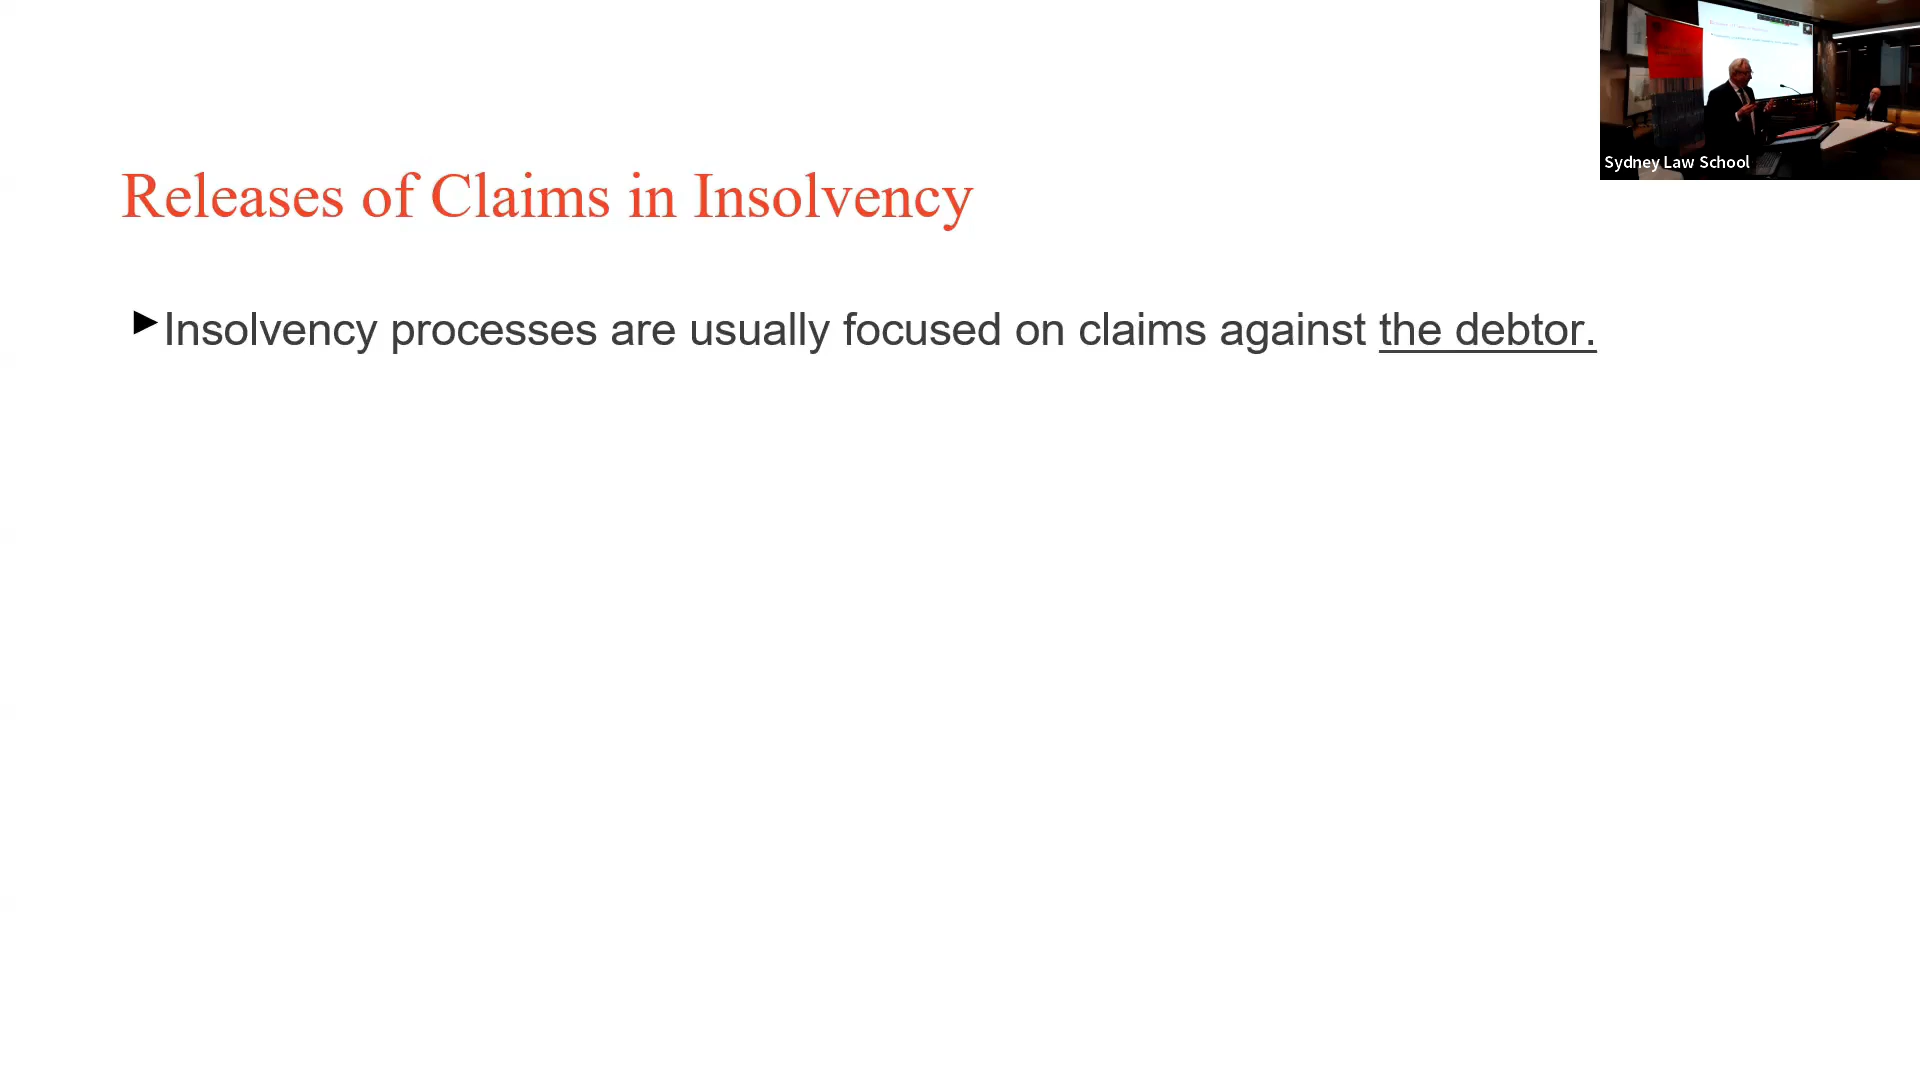 Sydney Law School
Releases of Claims in Insolvency
Insolvency processes are usually focused on claims against the debtor.